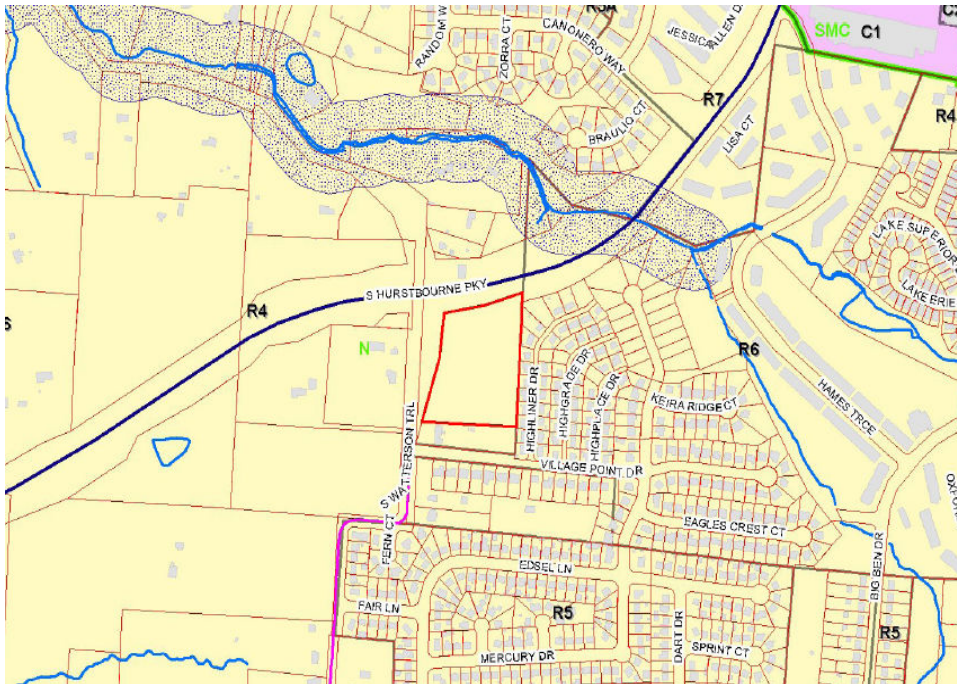 R5A
RANDOM W
ZORRA CT
CANONERO WAY
JESSICA
ALLEN D
SMC C1
R7
BRAULIO CT
LISA CT
R4
LAKE SUPERIOR
LAKE ERIE
S HURSTBOURNE PKY
R4
N
R6
HIGHLINER DR
HIGHGRADE DR
HIGHPLACE DR
KEIRA RIDGE CT
HAMES TRCE
S WATTERSON TRL
VILLAGE POINT DR
EAGLES CREST CT
OXFO
FERN CT
EDSEL LN
BIG BEN DR
FAIR LN
R5
R5
DART DR
SPRINT CT
MERCURY DR